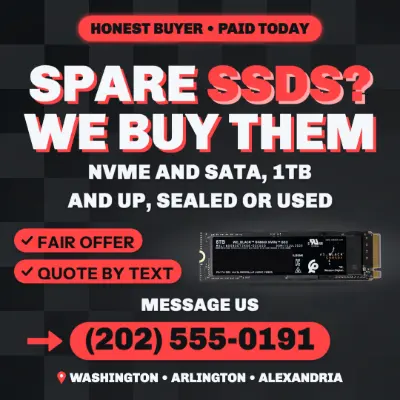 HONEST BUYER • PAID TODAY
SPARE SSDS?
WE BUY THEM
NVME AND SATA, 1TB
AND UP, SEALED OR USED
8TB
FAIR OFFER
QUOTE BY TEXT
MESSAGE US
(202) 555-0191
WASHINGTON • ARLINGTON • ALEXANDRIA